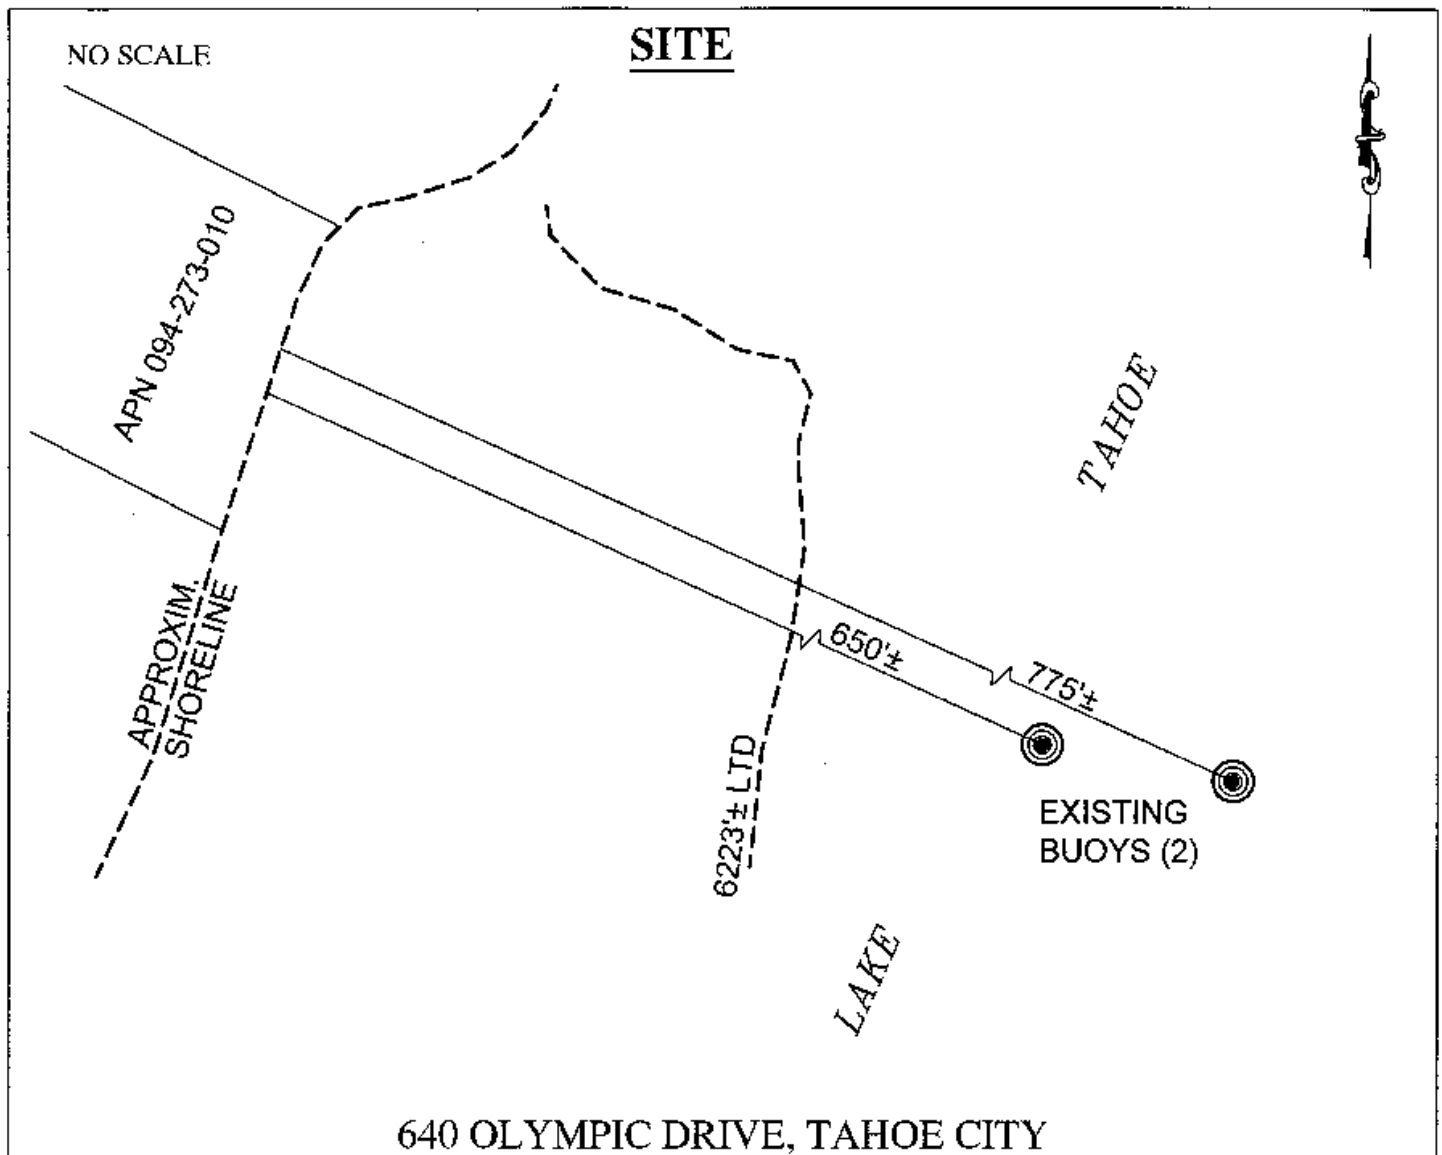 SITE
NO SCALE
APN 094-273-010
TAHOE
APPROXIM.
SHORELINE
650'±
775'±
6223'± LTD
EXISTING
BUOYS (2)
LAKE
640 OLYMPIC DRIVE, TAHOE CITY